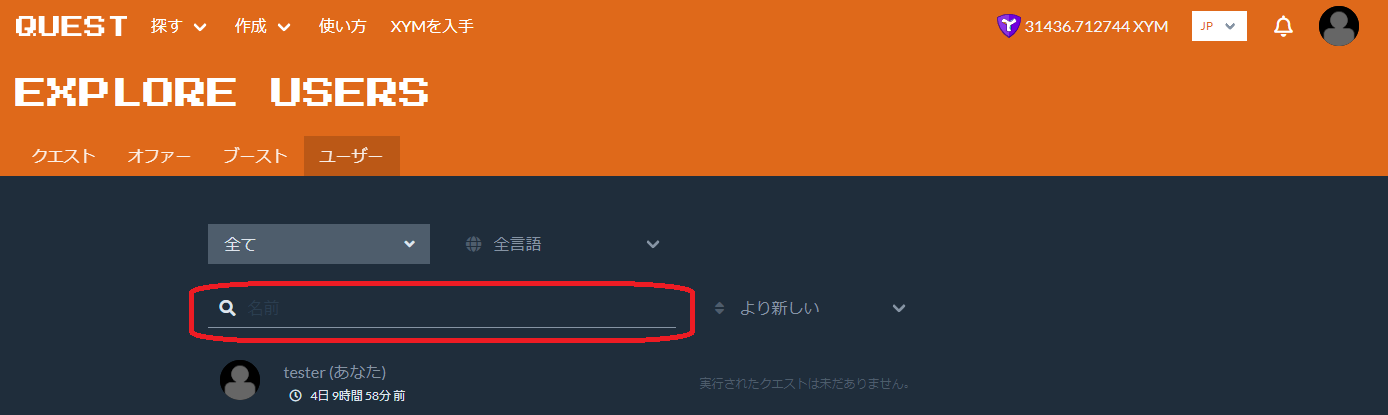 QUEST 探す 作成 使い方 XYMを入手 31436.712744 XYM JP
EXPLORE USERS
クエスト オファー ブースト ユーザー
全て 全言語
名前 より新しい
tester (あなた) 実行されたクエストは未だありません。
4日 9時間 58分 前